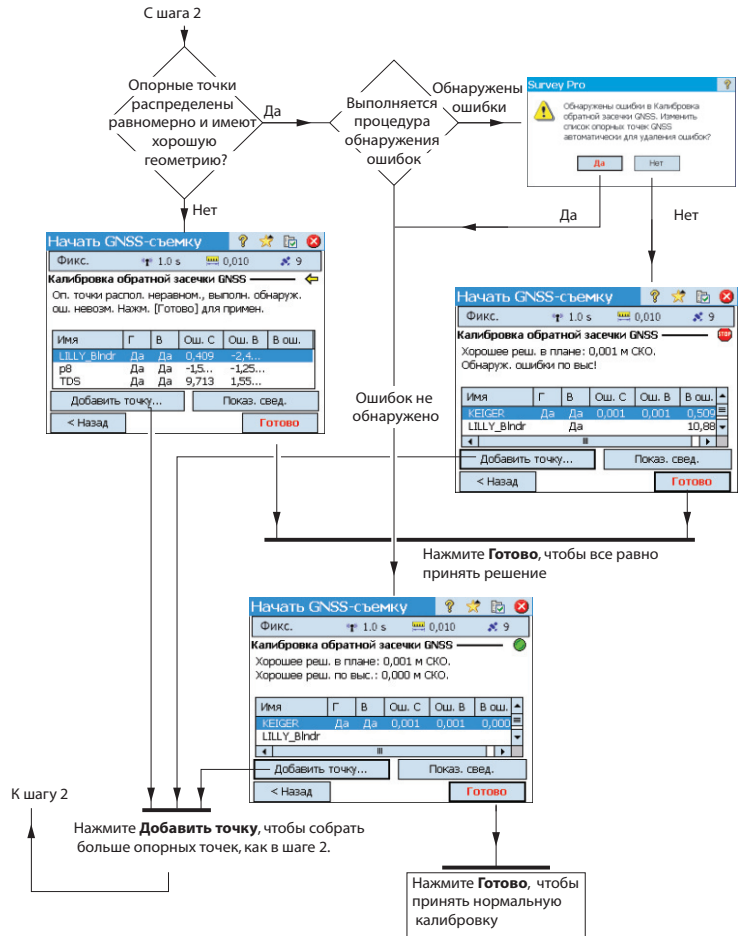 С шага 2
Опорные точки
распределены
равномерно и имеют
хорошую
геометрию?
Да
Выполняется
процедура
обнаружения
ошибок
Обнаружены
ошибки
Survey Pro
?
Обнаружены ошибки в Калибровка
обратной засечки GNSS. Изменить
список опорных точек GNSS
автоматически для удаления ошибок?
Да
Нет
Да
Нет
Нет
Начать GNSS-съемку
?
Фикс.
1.0 s
0,010
9
Калибровка обратной засечки GNSS
Оп. точки распол. неравном., выполн. обнаруж.
ош. невозм. Нажм. [Готово] для примен.
Имя Г В Ош. С Ош. В В ош.
LILLY_Blndr Да Да 0,409 -2,4...
p8 Да Да -1,5... -1,25...
TDS Да Да 9,713 1,55...
Добавить точку...
Показ. свед.
< Назад
Готово
Начать GNSS-съемку
?
Фикс.
1.0 s
0,010
9
Калибровка обратной засечки GNSS
STOP
Хорошее реш. в плане: 0,001 м СКО.
Обнаруж. ошибки по выс!
Имя Г В Ош. С Ош. В В ош.
KEIGER Да Да 0,001 0,001 0,509
LILLY_Blndr Да 10,88
Добавить точку...
Показ. свед.
< Назад
Готово
Ошибок не
обнаружено
Нажмите Готово, чтобы все равно
принять решение
Начать GNSS-съемку
?
Фикс.
1.0 s
0,010
9
Калибровка обратной засечки GNSS
Хорошее реш. в плане: 0,001 м СКО.
Хорошее реш. по выс.: 0,000 м СКО.
Имя Г В Ош. С Ош. В В ош.
KEIGER Да Да 0,001 0,001 0,000
LILLY_Blndr
Добавить точку...
Показ. свед.
< Назад
Готово
К шагу 2
Нажмите Добавить точку, чтобы собрать
больше опорных точек, как в шаге 2.
Нажмите Готово, чтобы
принять нормальную
калибровку